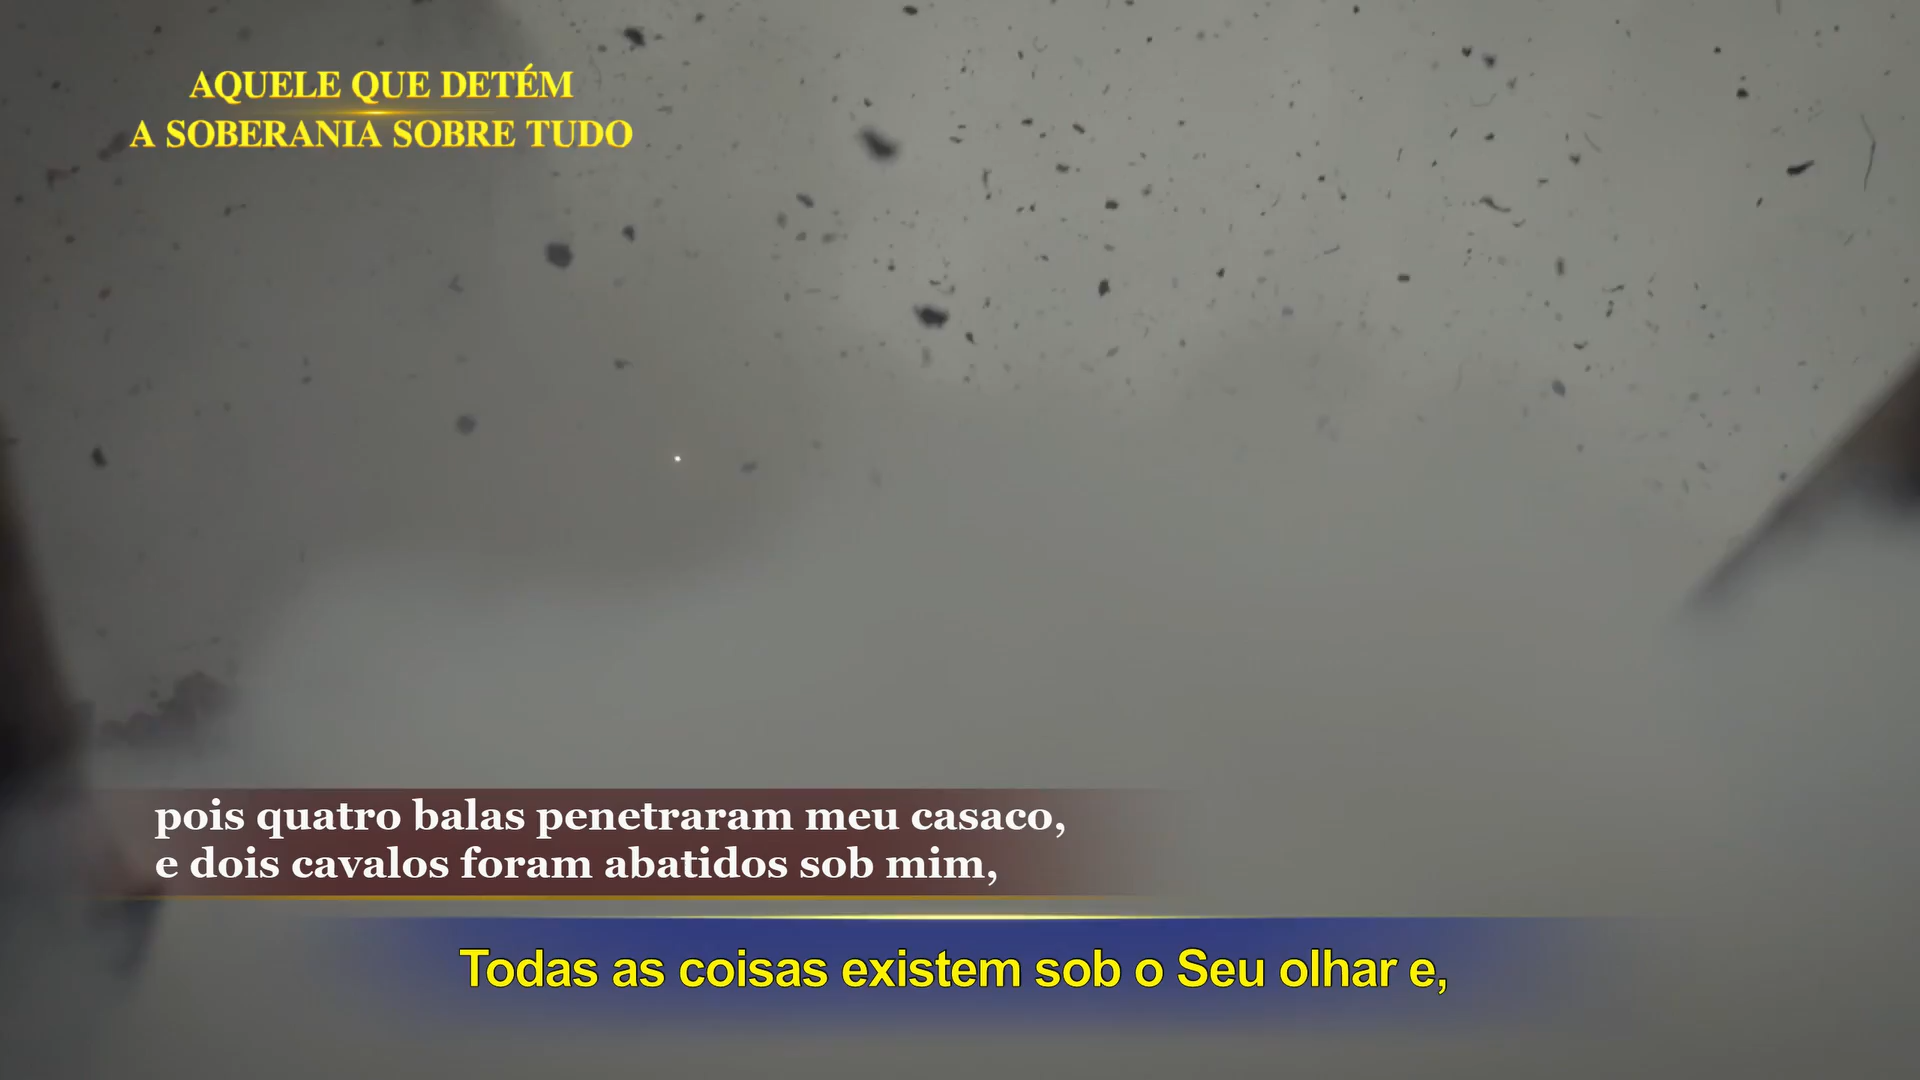 AQUELE QUE DETÉM
A SOBERANIA SOBRE TUDO
pois quatro balas penetraram meu casaco,
e dois cavalos foram abatidos sob mim,
Todas as coisas existem sob o Seu olhar e,